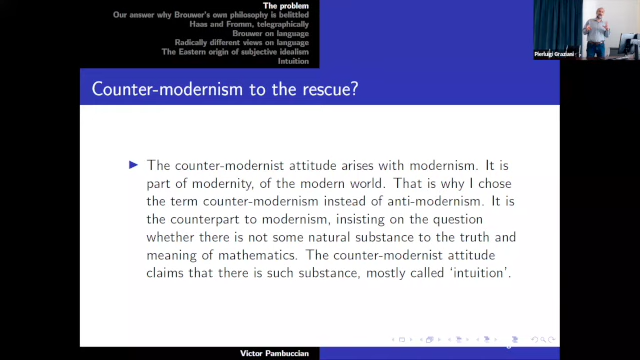 The problem
Our answer why Brouwer's own philosophy is belittled
Haas and Fromm, telegraphically
Brouwer on language
Radically different views on language
The Eastern origin of subjective idealism
Intuition
Pierluigi Graziani
Counter-modernism to the rescue?
The counter-modernist attitude arises with modernism. It is
part of modernity, of the modern world. That is why I chose
the term counter-modernism instead of anti-modernism. It is
the counterpart to modernism, insisting on the question
whether there is not some natural substance to the truth and
meaning of mathematics. The counter-modernist attitude
claims that there is such substance, mostly called ‘intuition’.
Victor Pambuccian